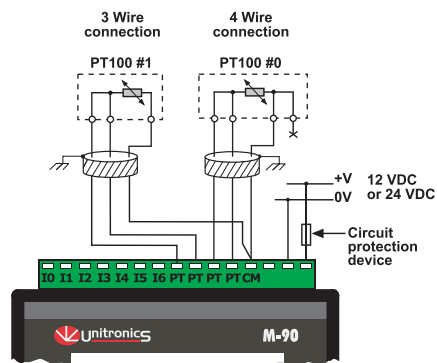 3 Wire connection
4 Wire connection
PT100 #1
PT100 #0
+V
0V
12 VDC or 24 VDC
Circuit protection device
I0 I1 I2 I3 I4 I5 I6 PT PT PT PT CM
Unitronics
M-90